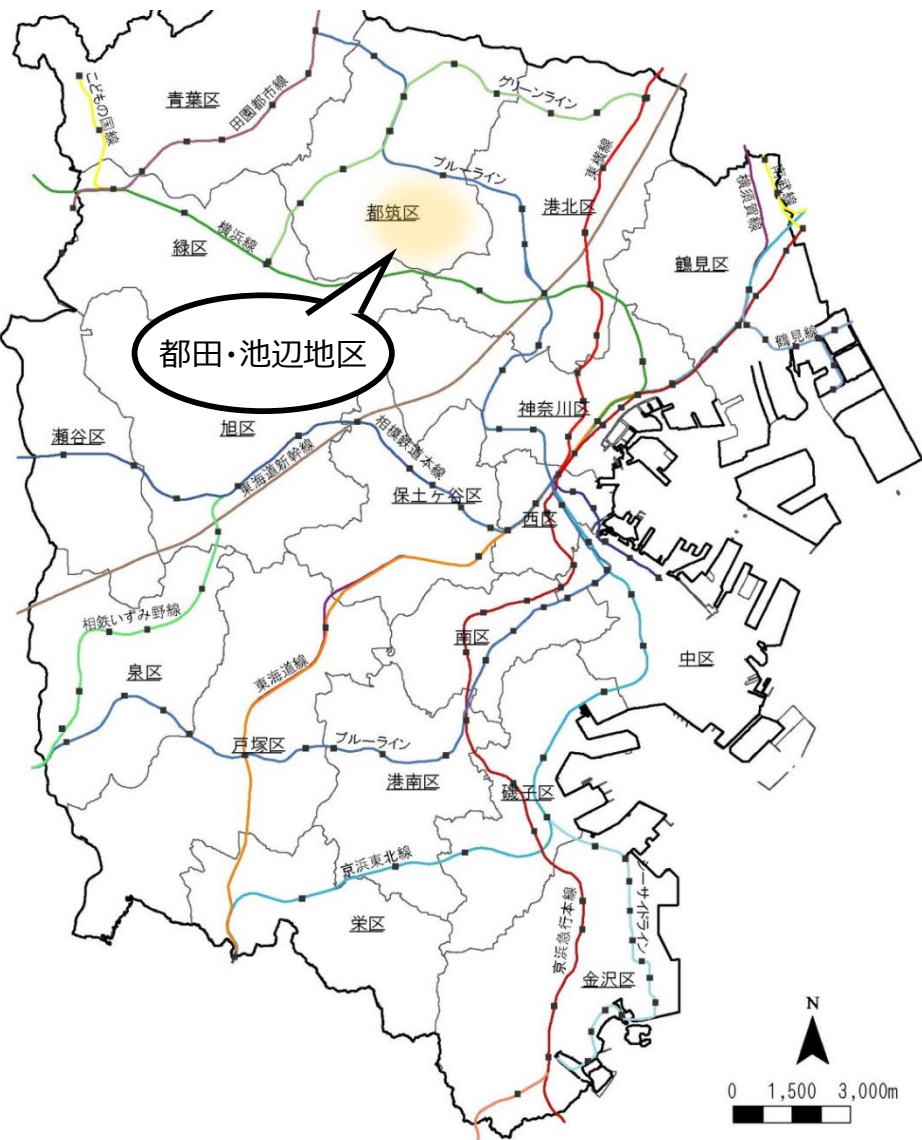 こどもの国線
青葉区
田園都市線
グリーンライン
東横線
ブルーライン
都筑区
港北区
横須賀線
南武線
緑区
横浜線
鶴見区
都田・池辺地区
鶴見線
瀬谷区
旭区
東海道新幹線
相模鉄道本線
神奈川区
保土ヶ谷区
西区
相鉄いずみ野線
泉区
東海道線
南区
中区
戸塚区
ブルーライン
港南区
磯子区
京浜東北線
栄区
京浜急行本線
シーサイドライン
金沢区
N
0 1,500 3,000m